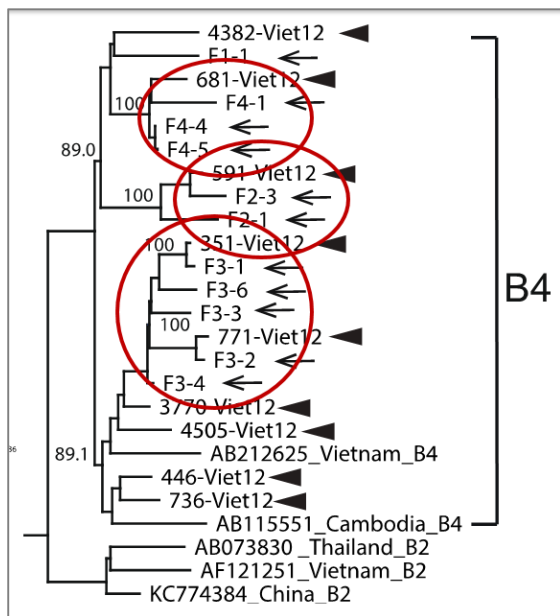 4382-Viet12
F1-1
681-Viet12
100
F4-1
F4-4
89.0
F4-5
591-Viet12
100
F2-3
F2-1
100
351-Viet12
F3-1
F3-6
B4
F3-3
100
771-Viet12
F3-2
F3-4
3770-Viet12
4505-Viet12
89.1
AB212625_Vietnam_B4
446-Viet12
736-Viet12
AB115551_Cambodia_B4
AB073830_Thailand_B2
AF121251_Vietnam_B2
KC774384_China_B2